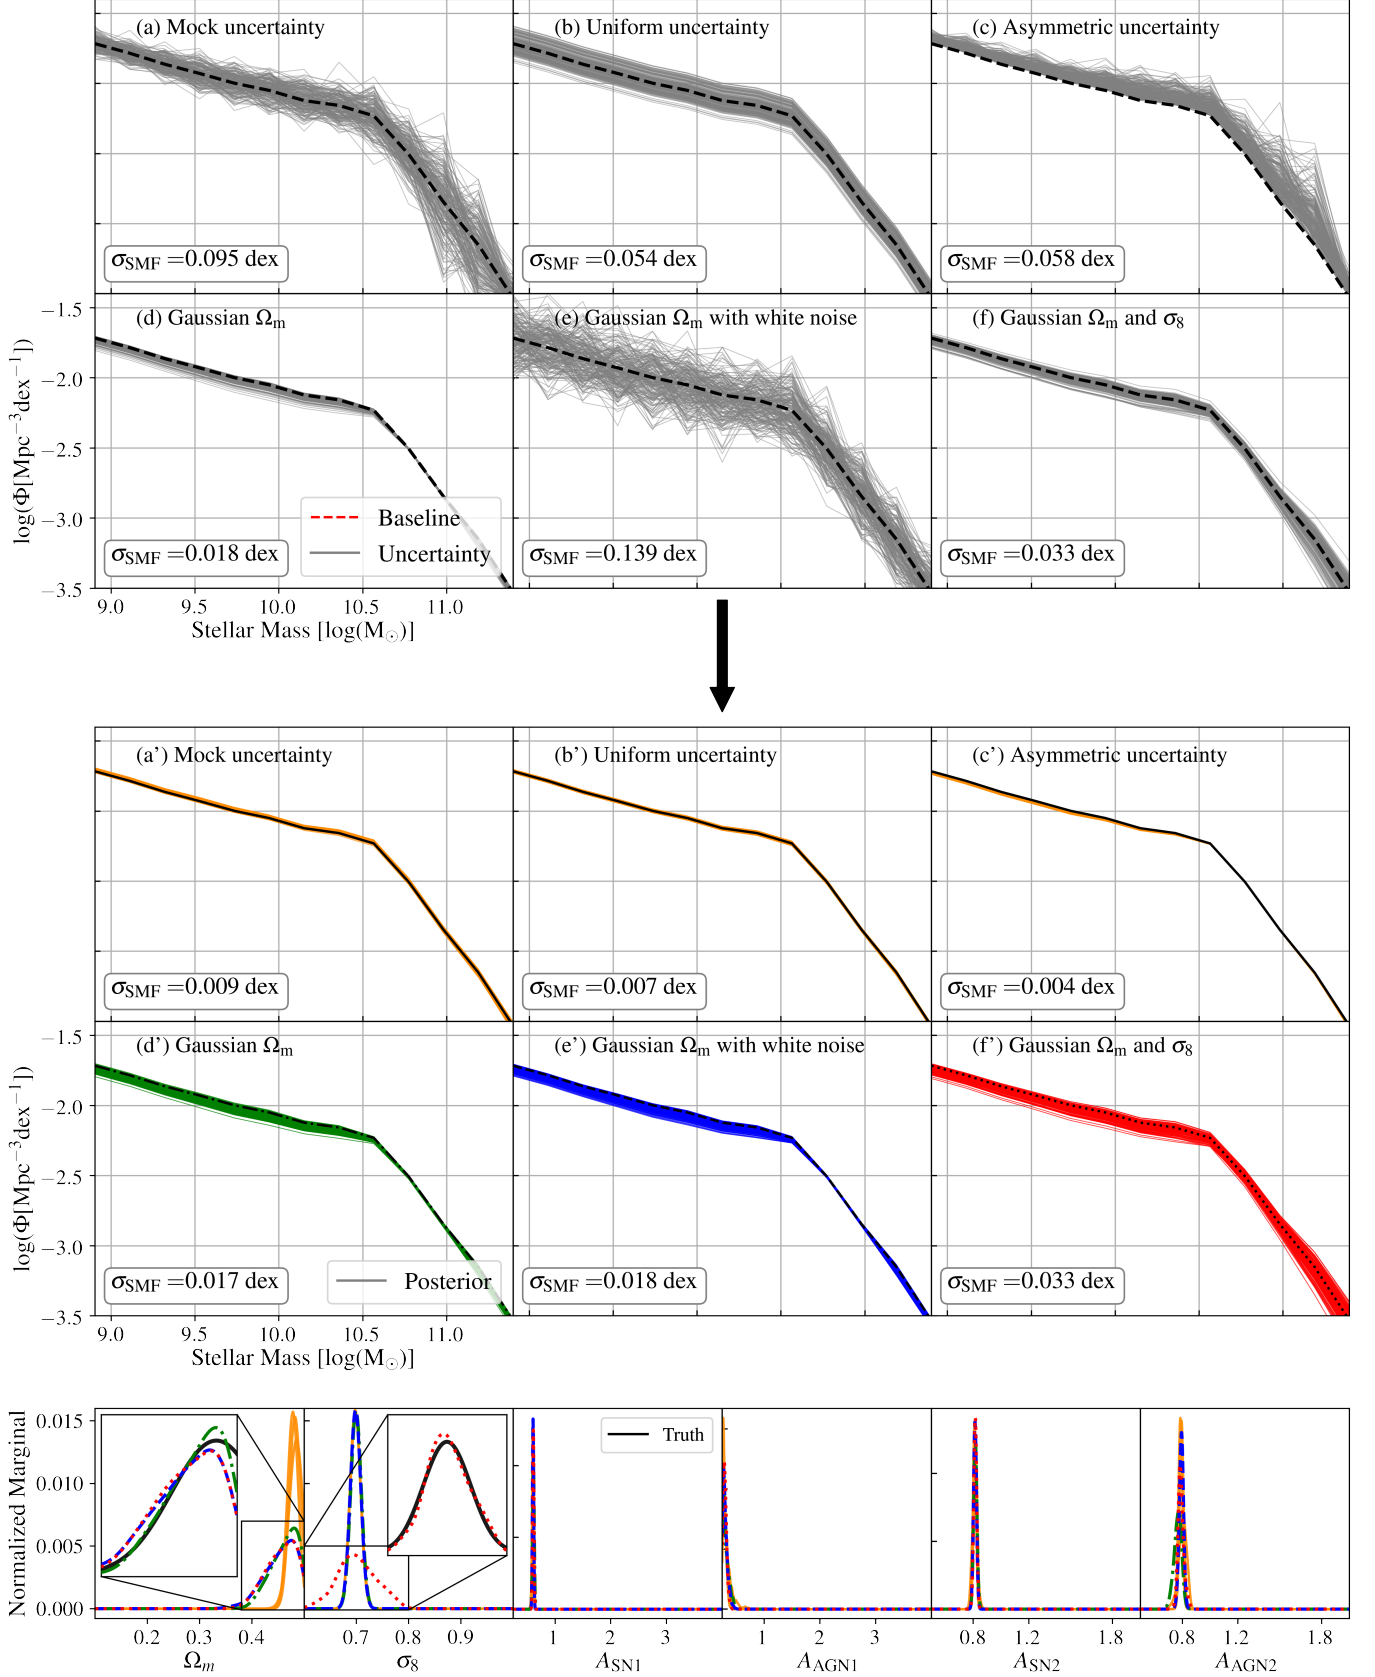 (a) Mock uncertainty
(b) Uniform uncertainty
(c) Asymmetric uncertainty
σSMF =0.095 dex
σSMF =0.054 dex
σSMF =0.058 dex
(d) Gaussian Ωm
(e) Gaussian Ωm with white noise
(f) Gaussian Ωm and σ8
−1.5
−2.0
−2.5
−3.0
−3.5
log(Φ[Mpc−3dex−1])
Baseline
Uncertainty
σSMF =0.018 dex
σSMF =0.139 dex
σSMF =0.033 dex
9.0 9.5 10.0 10.5 11.0
Stellar Mass [log(M☉)]
(a’) Mock uncertainty
(b’) Uniform uncertainty
(c’) Asymmetric uncertainty
σSMF =0.009 dex
σSMF =0.007 dex
σSMF =0.004 dex
(d’) Gaussian Ωm
(e’) Gaussian Ωm with white noise
(f’) Gaussian Ωm and σ8
−1.5
−2.0
−2.5
−3.0
−3.5
log(Φ[Mpc−3dex−1])
Posterior
σSMF =0.017 dex
σSMF =0.018 dex
σSMF =0.033 dex
9.0 9.5 10.0 10.5 11.0
Stellar Mass [log(M☉)]
Normalized Marginal
0.015
0.010
0.005
0.000
Truth
0.2 0.3 0.4 0.7 0.8 0.9 1 2 3 1 2 3 0.8 1.2 1.8 0.8 1.2 1.8
Ωm σ8 ASN1 AAGN1 ASN2 AAGN2